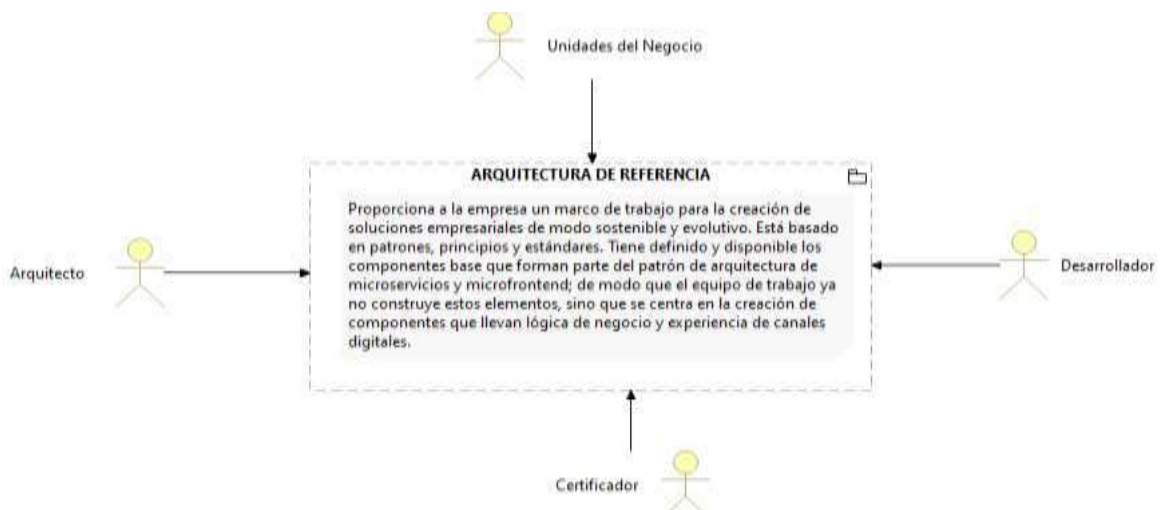 Unidades del Negocio
ARQUITECTURA DE REFERENCIA
Proporciona a la empresa un marco de trabajo para la creación de
soluciones empresariales de modo sostenible y evolutivo. Está basado
en patrones, principios y estándares. Tiene definido y disponible los
componentes base que forman parte del patrón de arquitectura de
microservicios y microfrontend; de modo que el equipo de trabajo ya
no construye estos elementos, sino que se centra en la creación de
componentes que llevan lógica de negocio y experiencia de canales
digitales.
Arquitecto
Desarrollador
Certificador